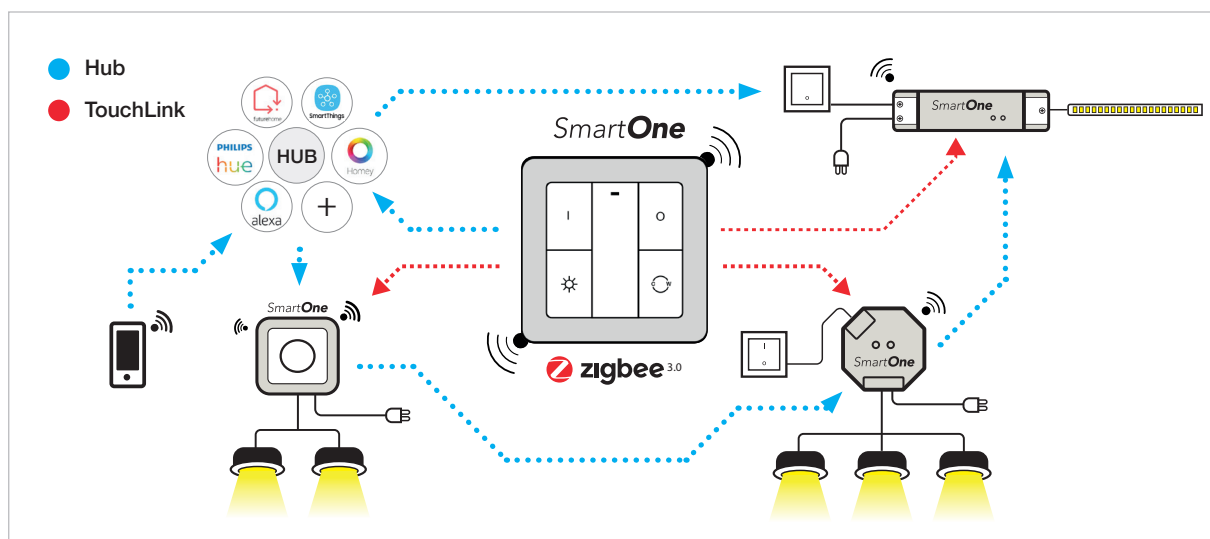 Hub
TouchLink
futurehome
SmartThings
PHILIPS
hue
HUB
Homey
alexa
+
SmartOne
I
O
C W
zigbee 3.0
SmartOne
SmartOne
I
O
SmartOne
O